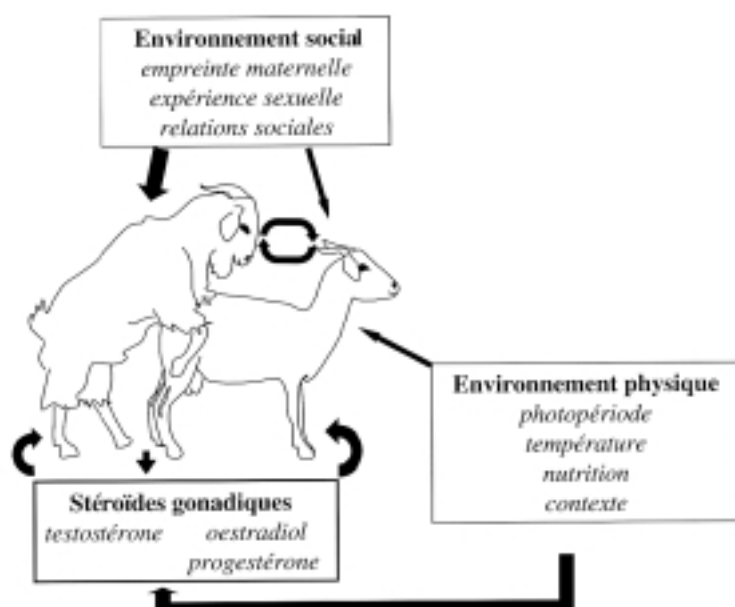 Environnement social
empreinte maternelle
expérience sexuelle
relations sociales
Environnement physique
photopériode
température
nutrition
contexte
Stéroïdes gonadiques
testostérone oestradiol
progestérone